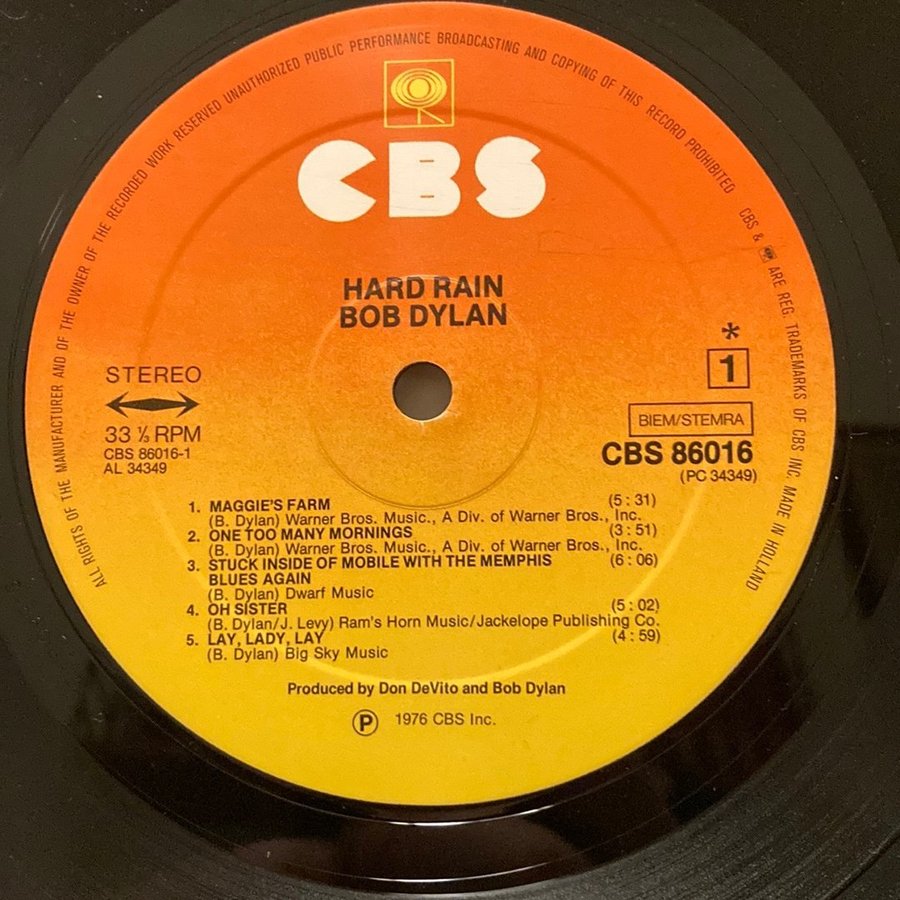 ALL RIGHTS OF THE MANUFACTURER AND OF THE OWNER OF THE RECORDED WORK RESERVED UNAUTHORIZED PUBLIC PERFORMANCE BROADCASTING AND COPYING OF THIS RECORD PROHIBITED CBS & ARE REG. TRADEMARKS OF CBS INC. MADE IN HOLLAND
CBS
HARD RAIN
BOB DYLAN
STEREO
33 ⅓ RPM
CBS 86016-1
AL 34349
*
1
BIEM/STEMRA
CBS 86016
(PC 34349)
1. MAGGIE'S FARM (5 : 31)
(B. Dylan) Warner Bros. Music., A Div. of Warner Bros., Inc.
2. ONE TOO MANY MORNINGS (3 : 51)
(B. Dylan) Warner Bros. Music., A Div. of Warner Bros., Inc.
3. STUCK INSIDE OF MOBILE WITH THE MEMPHIS (6 : 06)
BLUES AGAIN
(B. Dylan) Dwarf Music
4. OH SISTER (5 : 02)
(B. Dylan/J. Levy) Ram's Horn Music/Jackelope Publishing Co.
5. LAY, LADY, LAY (4 : 59)
(B. Dylan) Big Sky Music
Produced by Don DeVito and Bob Dylan
Ⓟ 1976 CBS Inc.